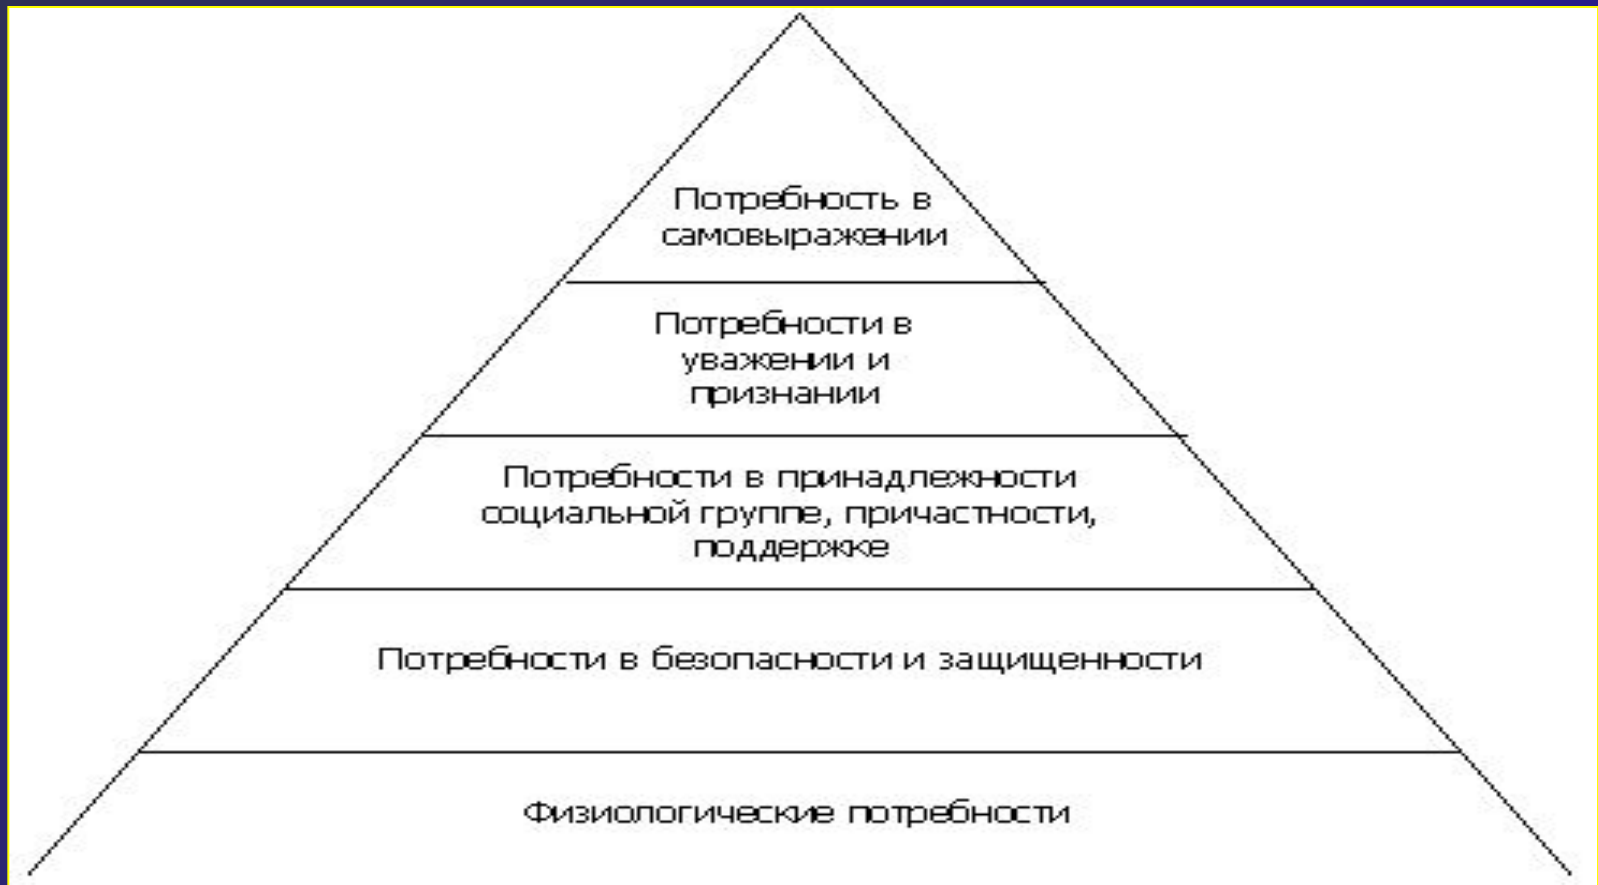 Потребность в
самовыражении
Потребности в
уважении и
признании
Потребности в принадлежности
социальной группе, причастности,
поддержке
Потребности в безопасности и защищенности
Физиологические потребности